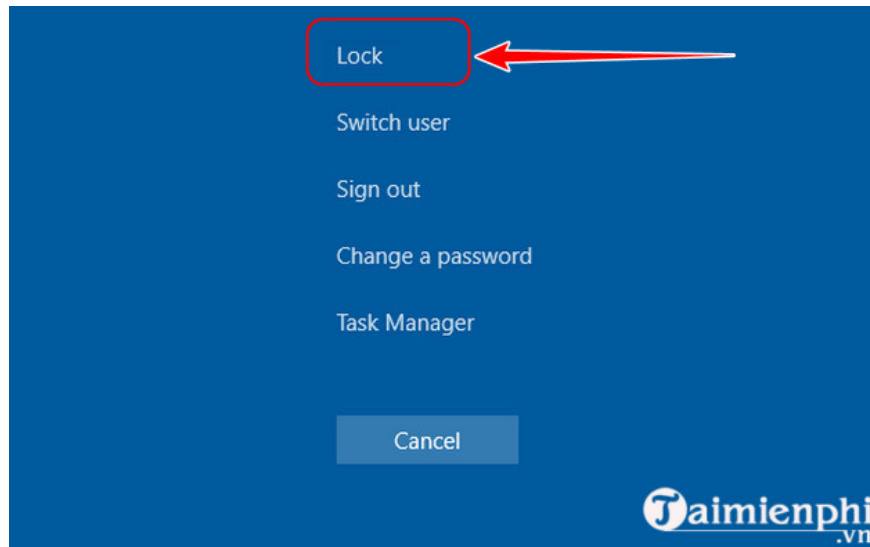 Lock
Switch user
Sign out
Change a password
Task Manager
Cancel
Taimienphi
.vn